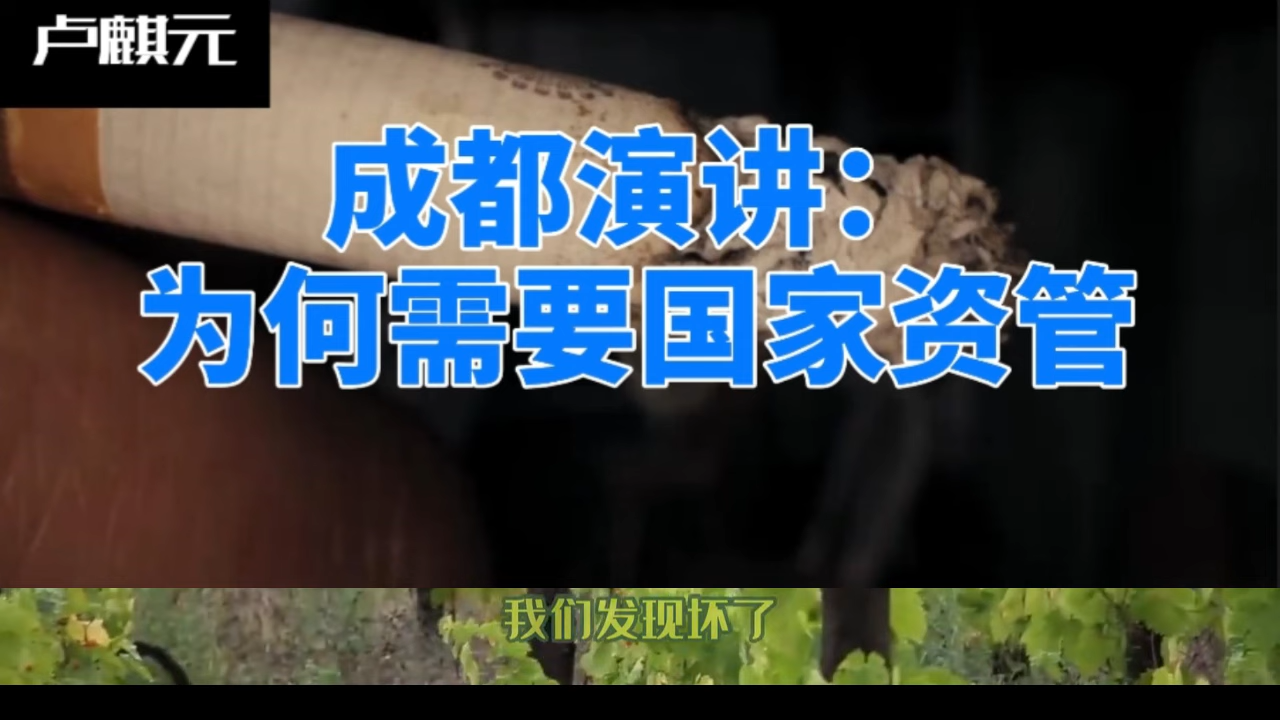 卢麒元
成都演讲：
为何需要国家资管
我们发现坏了